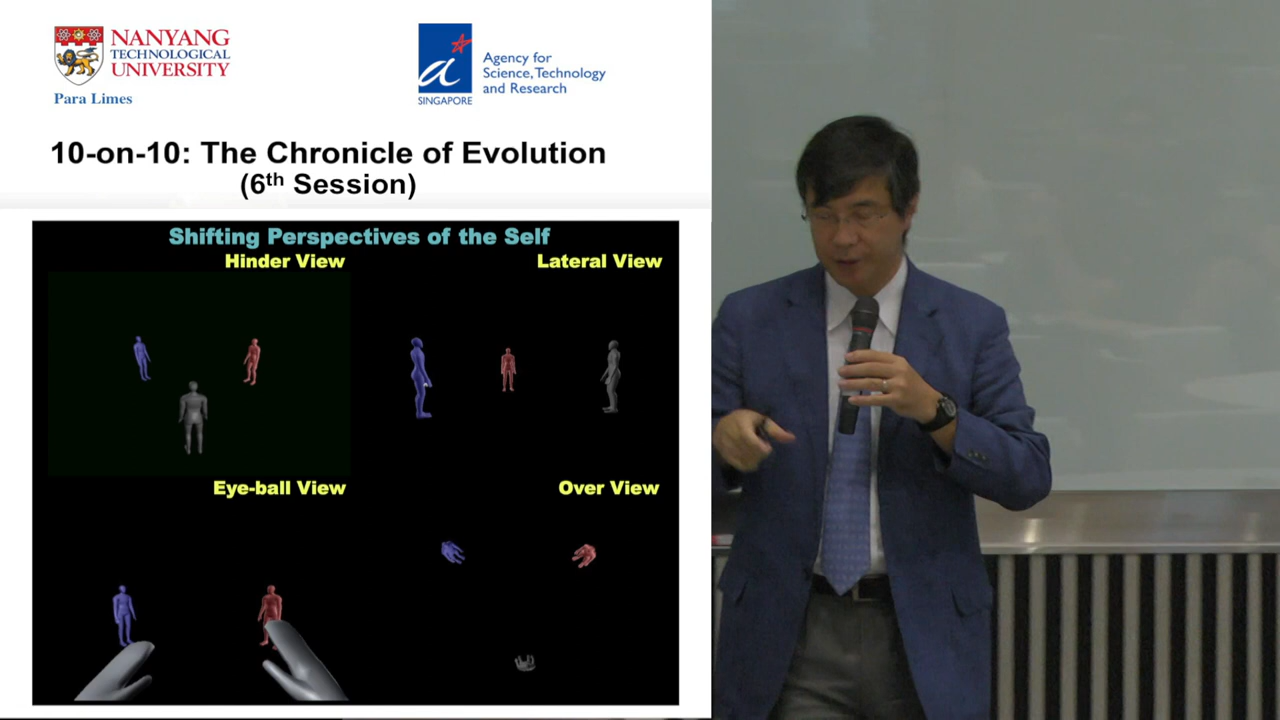 NANYANG
TECHNOLOGICAL
UNIVERSITY
Para Limes
a
SINGAPORE
Agency for
Science, Technology
and Research
10-on-10: The Chronicle of Evolution
(6th Session)
Shifting Perspectives of the Self
Hinder View
Lateral View
Eye-ball View
Over View